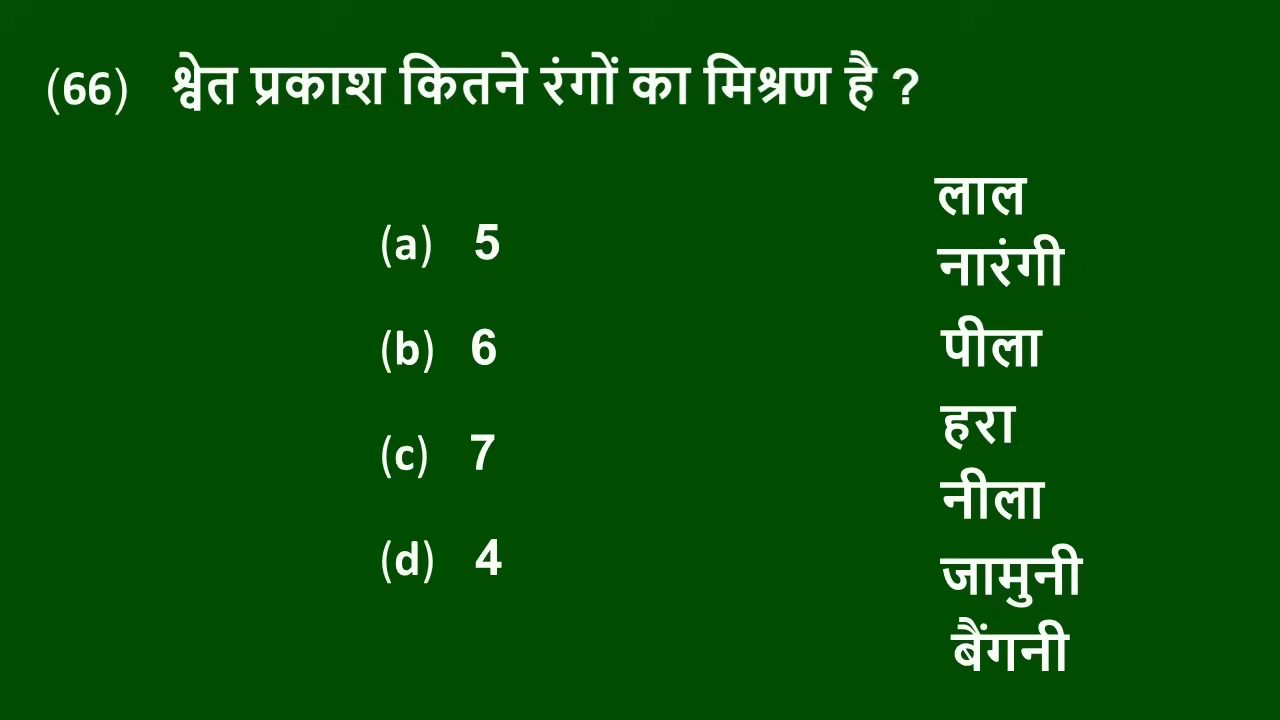 (66) श्वेत प्रकाश कितने रंगों का मिश्रण है ?
(a) 5
(b) 6
(c) 7
(d) 4
लाल
नारंगी
पीला
हरा
नीला
जामुनी
बैंगनी